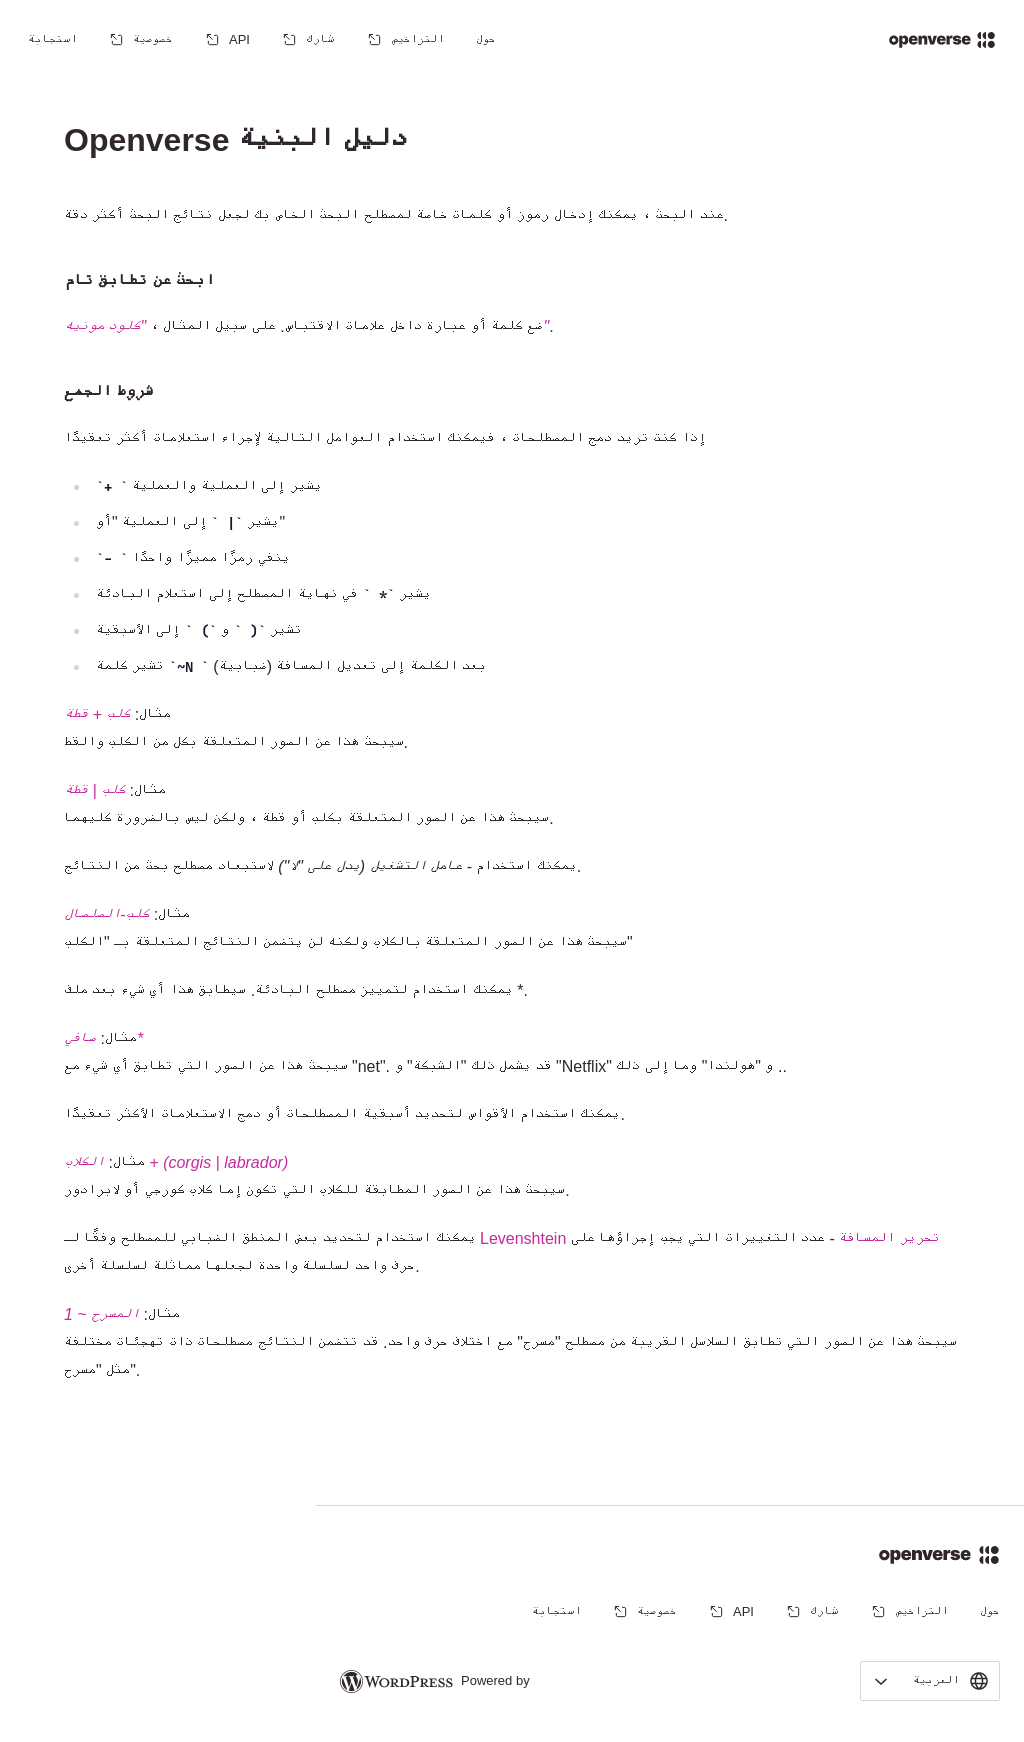 openverse
حول
التراخيص
شارك
API
خصوصية
استجابة
Openverse دليل البنية
عند البحث ، يمكنك إدخال رموز أو كلمات خاصة لمصطلح البحث الخاص بك لجعل نتائج البحث أكثر دقة.
ابحث عن تطابق تام
ضع كلمة أو عبارة داخل علامات الاقتباس. على سبيل المثال ، "كلود مونيه".
شروط الجمع
إذا كنت تريد دمج المصطلحات ، فيمكنك استخدام العوامل التالية لإجراء استعلامات أكثر تعقيدًا
يشير إلى العملية والعملية ` +`
يشير `| ` إلى العملية "أو"
ينفي رمزًا مميزًا واحدًا ` -`
يشير `* ` في نهاية المصطلح إلى استعلام البادئة
تشير `( ` و `) ` إلى الأسبقية
بعد الكلمة إلى تعديل المسافة (ضبابية) ` ~N` تشير كلمة
مثال: كلب + قطة
سيبحث هذا عن الصور المتعلقة بكل من الكلب والقط.
مثال: كلب | قطة
سيبحث هذا عن الصور المتعلقة بكلب أو قطة ، ولكن ليس بالضرورة كليهما.
يمكنك استخدام - عامل التشغيل (يدل على "لا") لاستبعاد مصطلح بحث من النتائج.
مثال: كلب-الصلصال
سيبحث هذا عن الصور المتعلقة بالكلاب ولكنه لن يتضمن النتائج المتعلقة بـ "الكلب"
يمكنك استخدام لتمييز مصطلح البادئة. سيطابق هذا أي شيء بعد ملف *.
مثال: صافي*
سيبحث هذا عن الصور التي تطابق أي شيء مع "net". قد يشمل ذلك "الشبكة" و "Netflix" و "هولندا" وما إلى ذلك ..
يمكنك استخدام الأقواس لتحديد أسبقية المصطلحات أو دمج الاستعلامات الأكثر تعقيدًا.
مثال: الكلاب + (corgis | labrador)
سيبحث هذا عن الصور المطابقة للكلاب التي تكون إما كلاب كورجي أو لابرادور.
يمكنك استخدام لتحديد بعض المنطق الضبابي للمصطلح وفقًا لـ Levenshtein تحرير المسافة - عدد التغييرات التي يجب إجراؤها على
حرف واحد لسلسلة واحدة لجعلها مماثلة لسلسلة أخرى.
مثال: المسرح ~ 1
سيبحث هذا عن الصور التي تطابق السلاسل القريبة من مصطلح "مسرح" مع اختلاف حرف واحد. قد تتضمن النتائج مصطلحات ذات تهجئات مختلفة
مثل "مسرح".
openverse
حول
التراخيص
شارك
API
خصوصية
استجابة
العربية
Powered by WORDPRESS